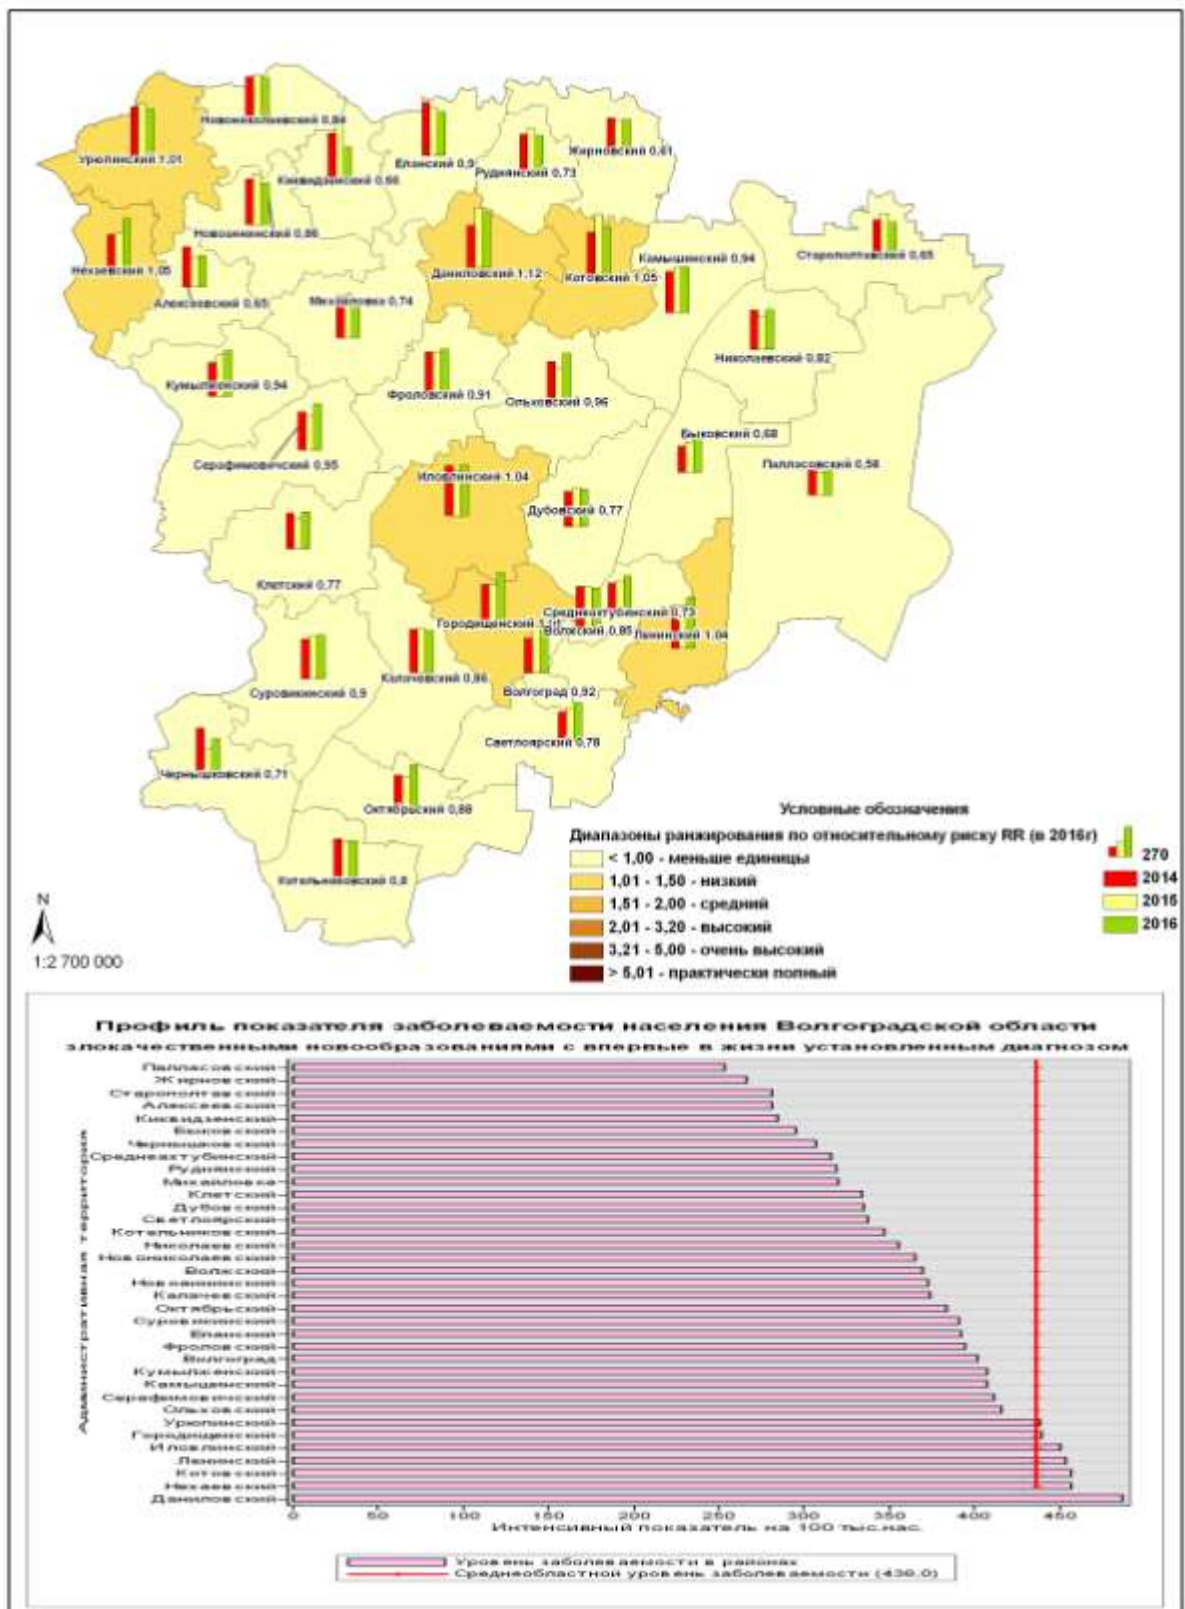 Новониколаевский 0,84
Урюпинский 1,01
Киквидзенский 0,66
Еланский 0,9
Руднянский 0,73
Жирновский 0,61
Новоаннинский 0,86
Нехаевский 1,05
Алексеевский 0,65
Даниловский 1,12
Котовский 1,05
Камышинский 0,94
Старополтавский 0,65
Михайловка 0,74
Николаевский 0,82
Кумылженский 0,94
Фроловский 0,91
Ольховский 0,96
Серафимовичский 0,95
Быковский 0,68
Палласовский 0,58
Иловлинский 1,04
Дубовский 0,77
Клетский 0,77
Городищенский
Среднеахтубинский 0,73
Волжский 0,85
Ленинский 1,04
Суровикинский 0,9
Калачевский 0,86
Волгоград 0,92
Светлоярский 0,78
Чернышковский 0,71
Октябрьский 0,88
Котельниковский 0,8
N
1:2 700 000
Условные обозначения
Диапазоны ранжирования по относительному риску RR (в 2016г)
< 1,00 - меньше единицы
1,01 - 1,50 - низкий
1,51 - 2,00 - средний
2,01 - 3,20 - высокий
3,21 - 5,00 - очень высокий
> 5,01 - практически полный
270
2014
2015
2016
Профиль показателя заболеваемости населения Волгоградской области
злокачественными новообразованиями с впервые в жизни установленным диагнозом
Административная территория
Палласовский
Жирновский
Старополтавский
Алексеевский
Киквидзенский
Быковский
Чернышковский
Среднеахтубинский
Руднянский
Михайловка
Клетский
Дубовский
Светлоярский
Котельниковский
Николаевский
Новониколаевский
Волжский
Новоаннинский
Калачевский
Октябрьский
Суровикинский
Еланский
Фроловский
Волгоград
Кумылженский
Камышинский
Серафимовичский
Ольховский
Урюпинский
Городищенский
Иловлинский
Ленинский
Котовский
Нехаевский
Даниловский
0 50 100 150 200 250 300 350 400 450
Интенсивный показатель на 100 тыс.нас.
Уровень заболеваемости в районах
Среднеобластной уровень заболеваемости (436.0)